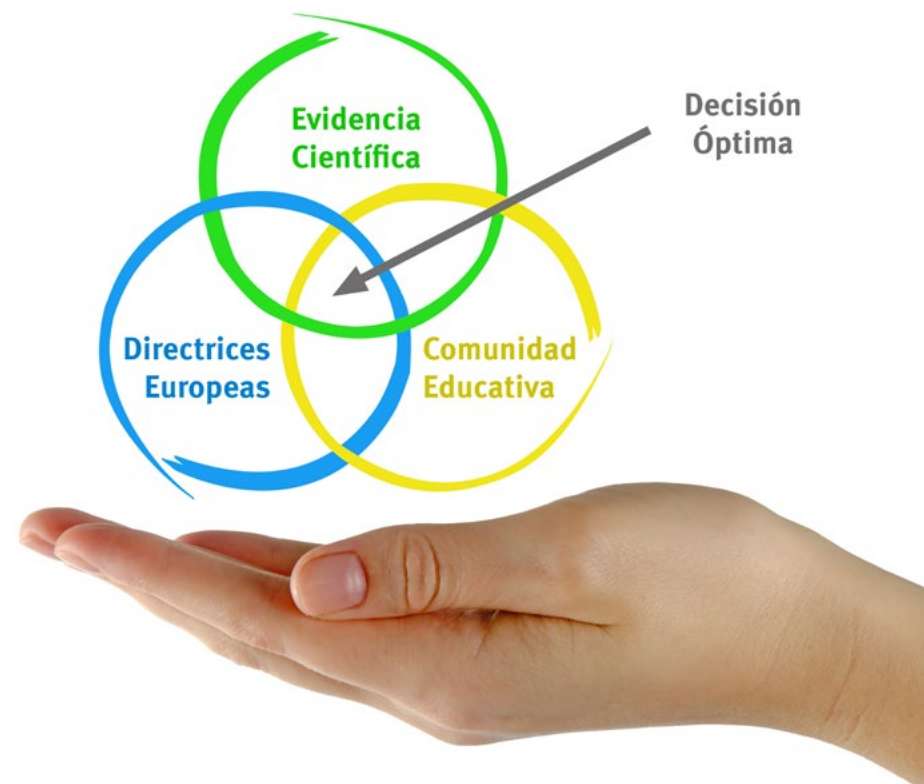 Evidencia
Científica
Decisión
Óptima
Directrices
Europeas
Comunidad
Educativa